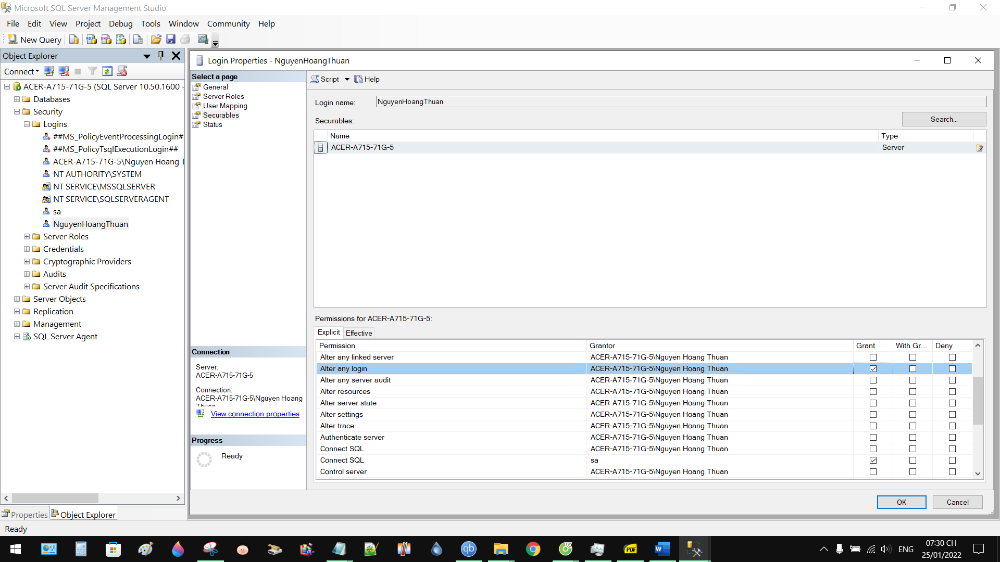 Microsoft SQL Server Management Studio
File Edit View Project Debug Tools Window Community Help
New Query
Object Explorer
Connect
ACER-A715-71G-5 (SQL Server 10.50.1600 -
Databases
Security
Logins
##MS_PolicyEventProcessingLogin#
##MS_PolicyTsqlExecutionLogin##
ACER-A715-71G-5\Nguyen Hoang T
NT AUTHORITY\SYSTEM
NT SERVICE\MSSQLSERVER
NT SERVICE\SQLSERVERAGENT
sa
NguyenHoangThuan
Server Roles
Credentials
Cryptographic Providers
Audits
Server Audit Specifications
Server Objects
Replication
Management
SQL Server Agent
Properties Object Explorer
Ready
Login Properties - NguyenHoangThuan
Select a page
General
Server Roles
User Mapping
Securables
Status
Connection
Server:
ACER-A715-71G-5
Connection:
ACER-A715-71G-5\Nguyen Hoang
Thuan
View connection properties
Progress
Ready
Script Help
Login name: NguyenHoangThuan
Securables: Search...
Name Type
ACER-A715-71G-5 Server
Permissions for ACER-A715-71G-5:
Explicit Effective
Permission Grantor Grant With Gr... Deny
Alter any linked server ACER-A715-71G-5\Nguyen Hoang Thuan
Alter any login ACER-A715-71G-5\Nguyen Hoang Thuan
Alter any server audit ACER-A715-71G-5\Nguyen Hoang Thuan
Alter resources ACER-A715-71G-5\Nguyen Hoang Thuan
Alter server state ACER-A715-71G-5\Nguyen Hoang Thuan
Alter settings ACER-A715-71G-5\Nguyen Hoang Thuan
Alter trace ACER-A715-71G-5\Nguyen Hoang Thuan
Authenticate server ACER-A715-71G-5\Nguyen Hoang Thuan
Connect SQL ACER-A715-71G-5\Nguyen Hoang Thuan
Connect SQL sa
Control server ACER-A715-71G-5\Nguyen Hoang Thuan
OK Cancel
qb PDF W ENG 07:30 CH
25/01/2022